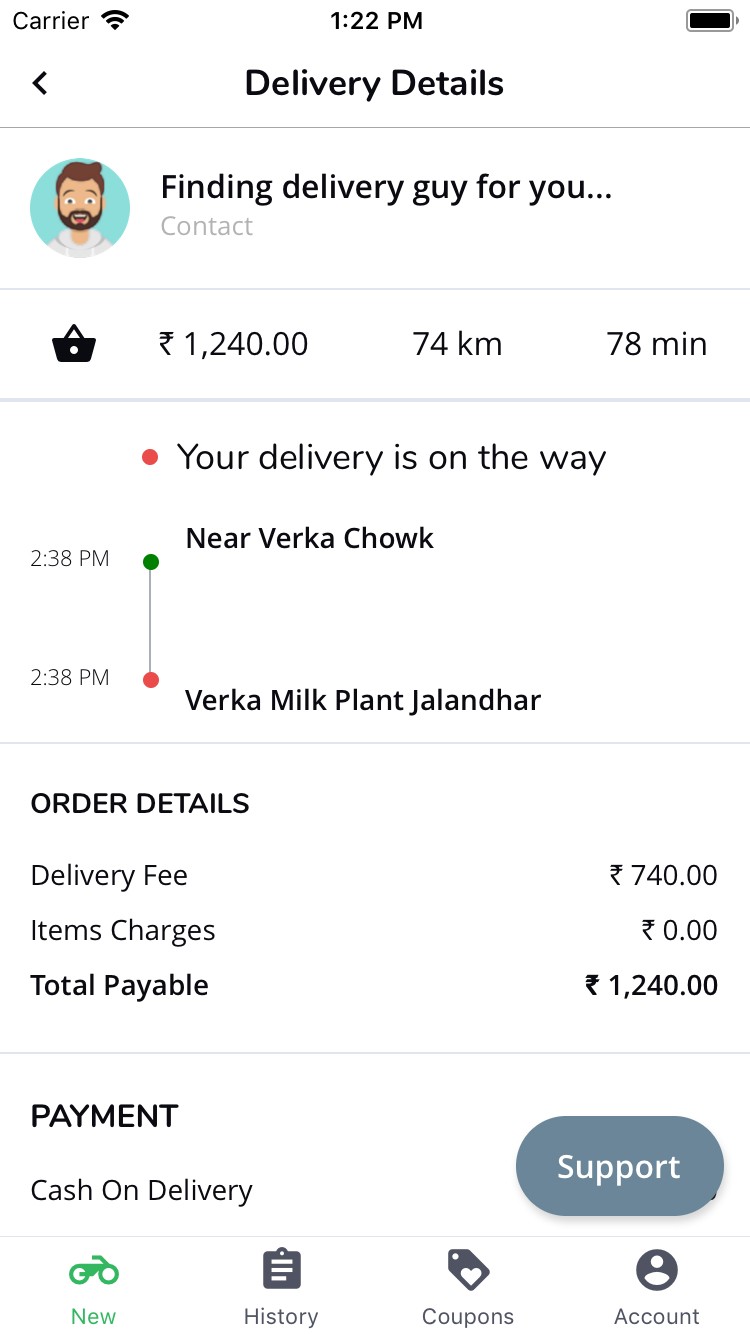 Carrier 1:22 PM
Delivery Details
Finding delivery guy for you...
Contact
₹ 1,240.00 74 km 78 min
Your delivery is on the way
Near Verka Chowk
2:38 PM
2:38 PM
Verka Milk Plant Jalandhar
ORDER DETAILS
Delivery Fee ₹ 740.00
Items Charges ₹ 0.00
Total Payable ₹ 1,240.00
PAYMENT
Support
Cash On Delivery
New History Coupons Account